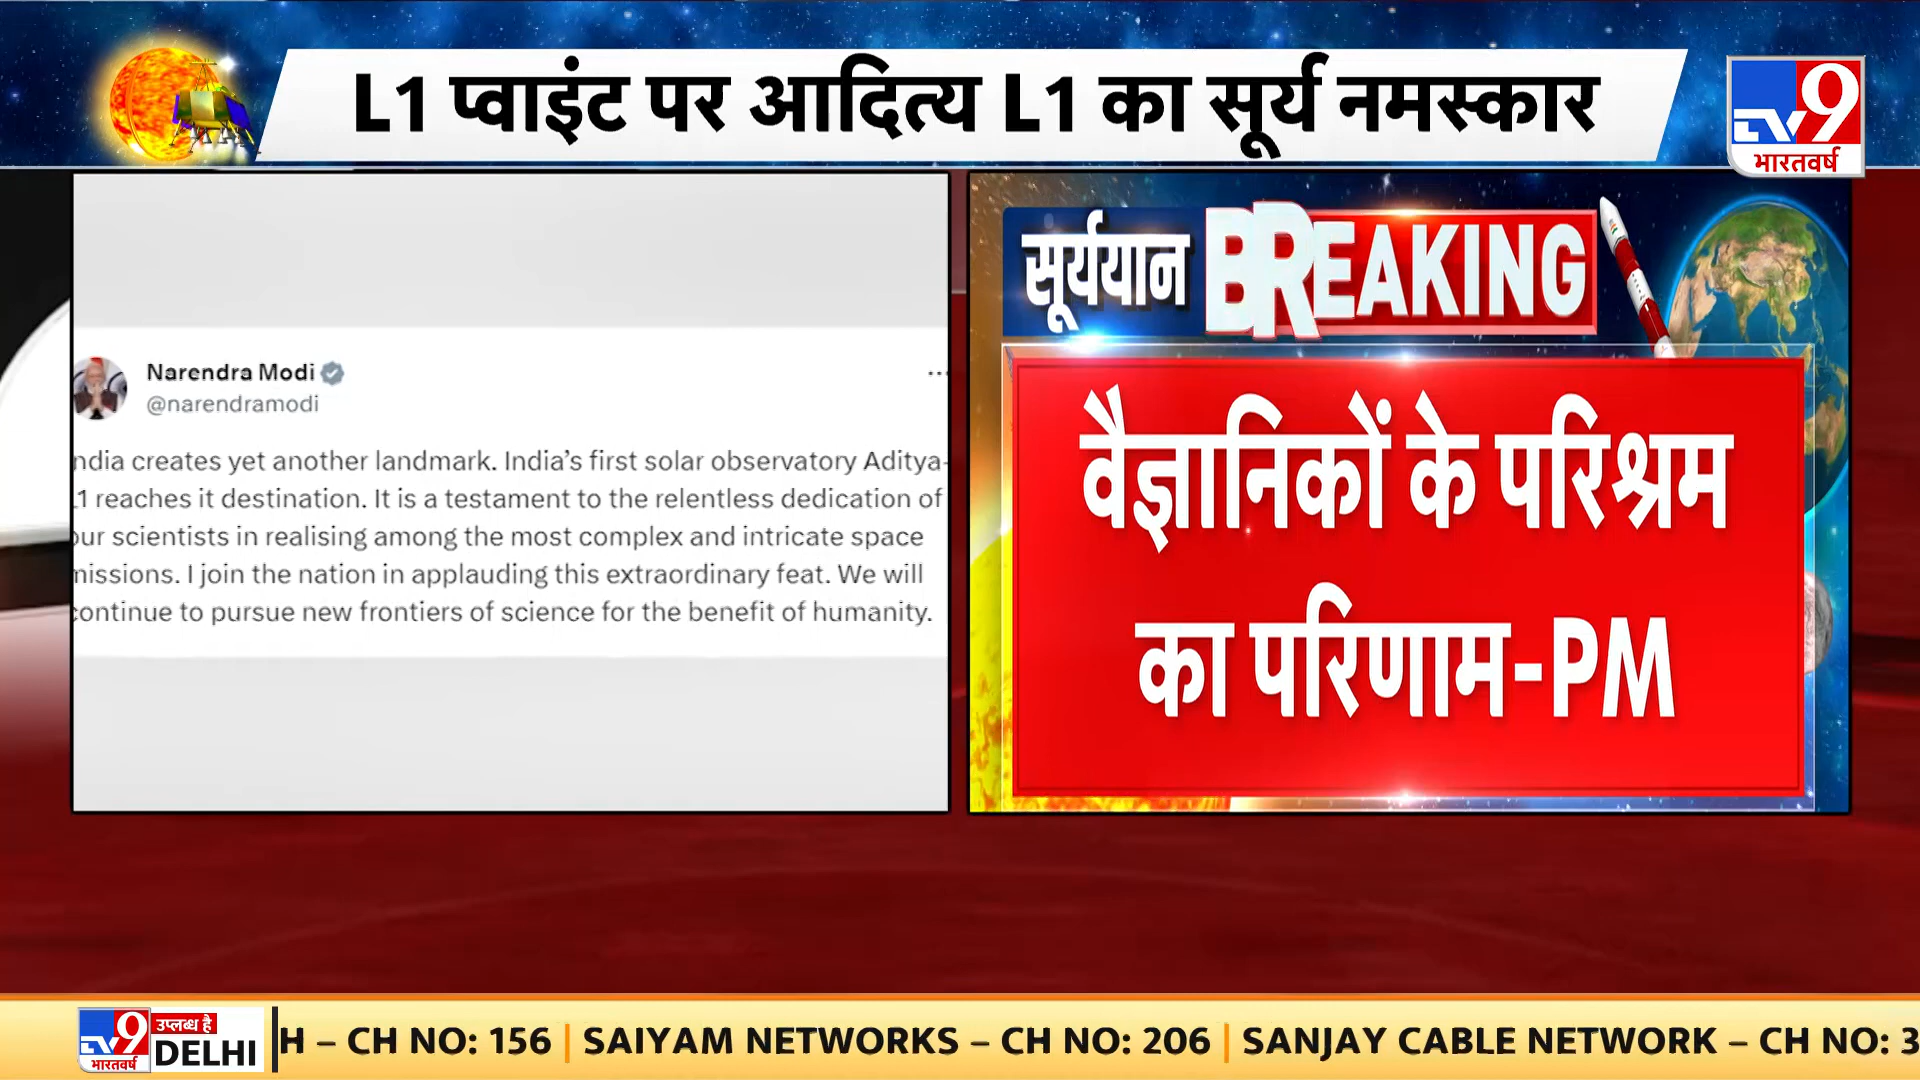 L1 प्वाइंट पर आदित्य L1 का सूर्य नमस्कार
TV9
भारतवर्ष
Narendra Modi
@narendramodi
ndia creates yet another landmark. India’s first solar observatory Aditya-
1 reaches it destination. It is a testament to the relentless dedication of
our scientists in realising among the most complex and intricate space
missions. I join the nation in applauding this extraordinary feat. We will
continue to pursue new frontiers of science for the benefit of humanity.
सूर्ययान BREAKING
वैज्ञानिकों के परिश्रम
का परिणाम-PM
TV9
भारतवर्ष
उप्लब्ध है
DELHI
H – CH NO: 156 | SAIYAM NETWORKS – CH NO: 206 | SANJAY CABLE NETWORK – CH NO: 3